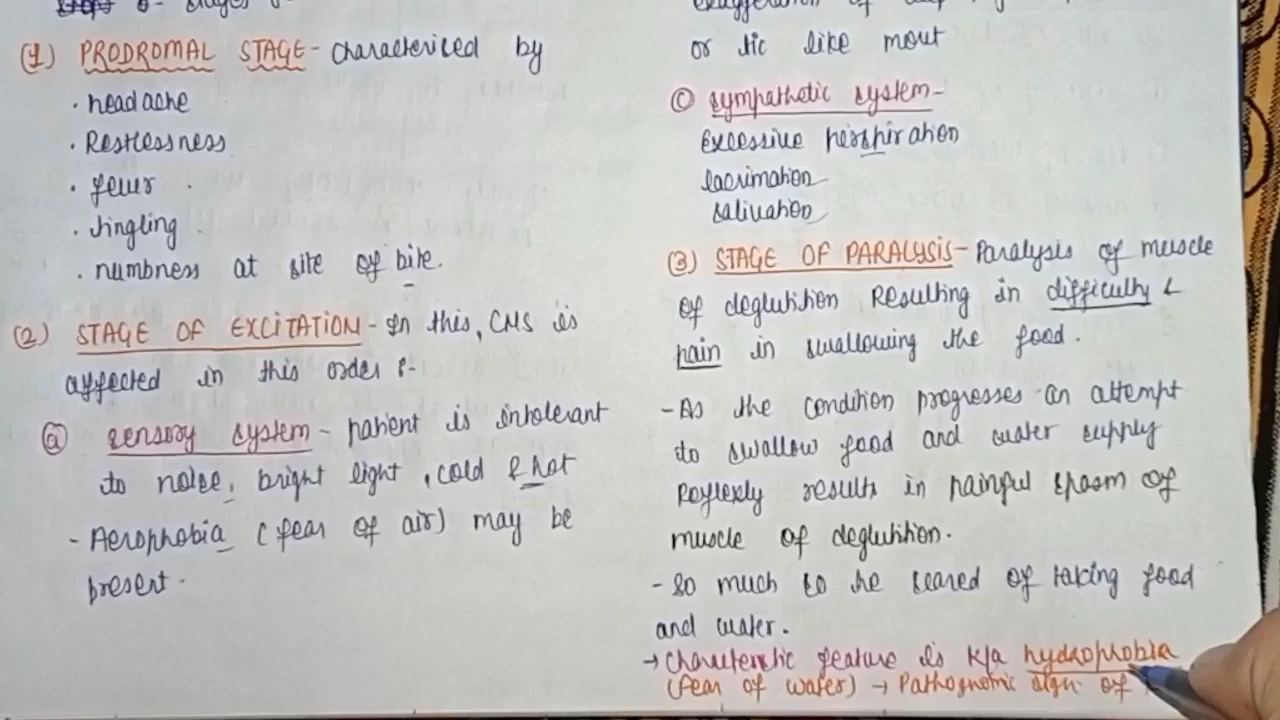 stages
(1) PRODROMAL STAGE - characterised by
· headache
· Restlessness
· fever
· tingling
· numbness at site of bite.
(2) STAGE OF EXCITATION - In this, CNS is
affected in this order :-
(a) sensory system - patient is intolerant
to noise, bright light, cold & hot
- Aerophobia (fear of air) may be
present.
exaggeration of
or tic like mout
(c) sympathetic system -
Excessive perspiration
lacrimation
salivation
(3) STAGE OF PARALYSIS - Paralysis of muscle
of deglutition Resulting in difficulty &
pain in swallowing the food.
- As the condition progresses an attempt
to swallow food and water supply
Reflexly results in painful spasm of
muscle of deglutition.
- so much so he scared of taking food
and water.
→ characteristic feature is k/a hydrophobia
(fear of water) → Pathognomic sign of